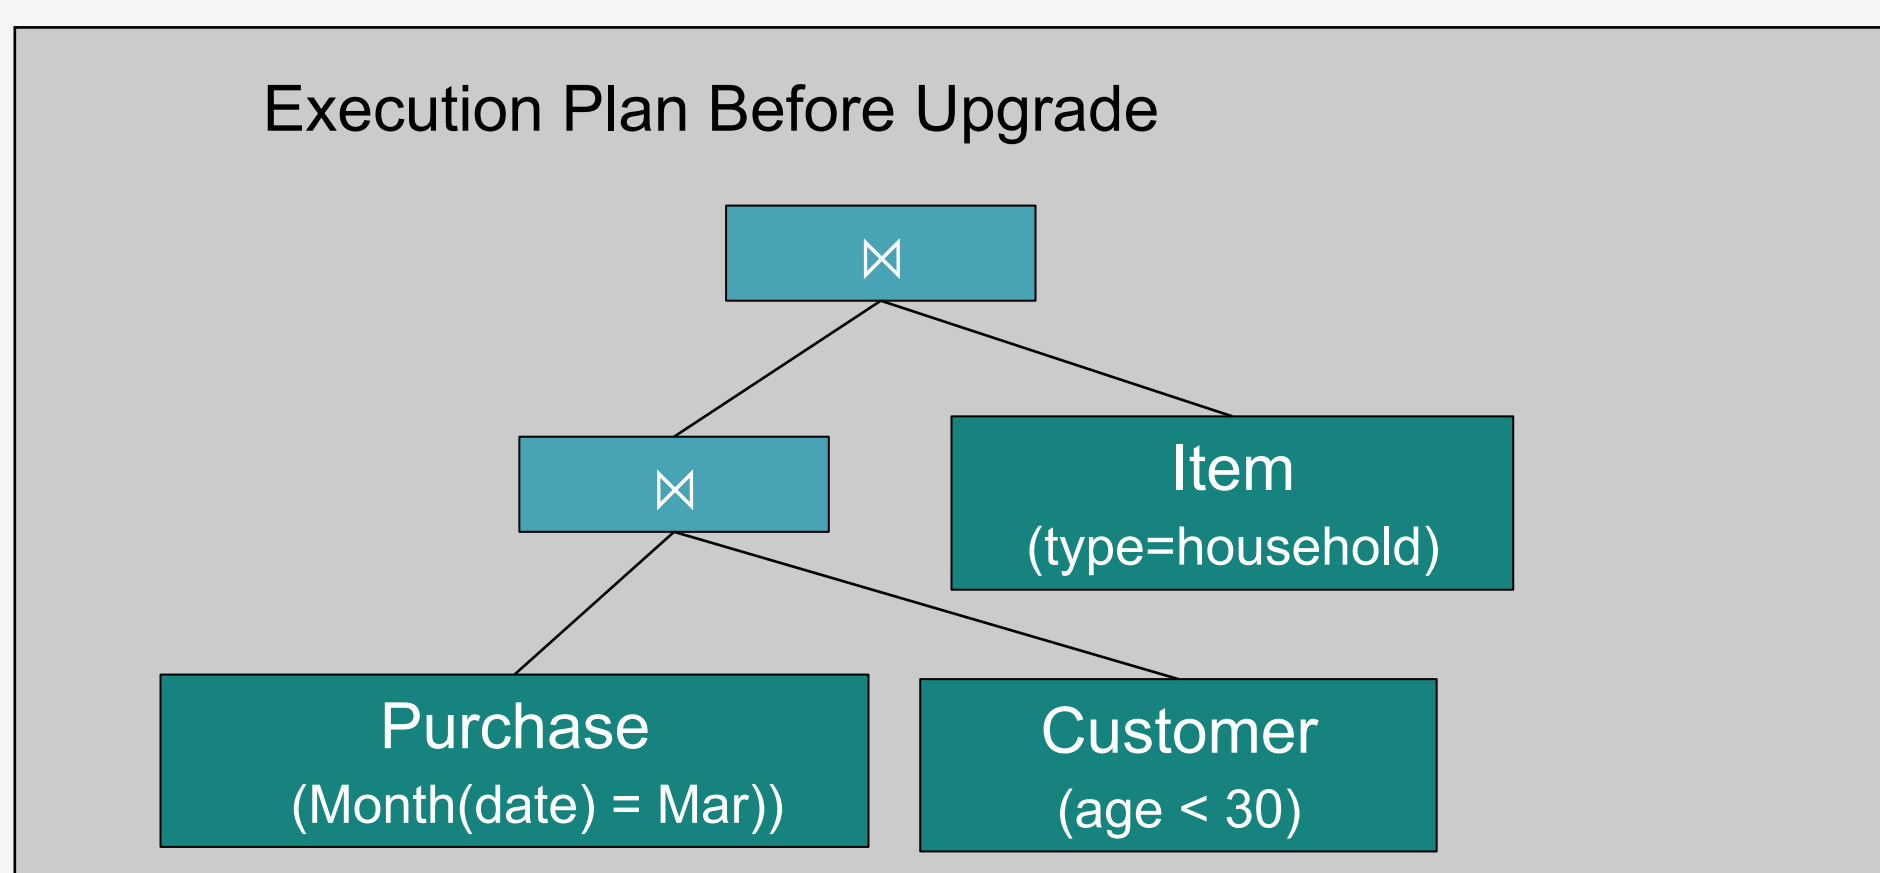 Execution Plan Before Upgrade
⋈
⋈
Item
(type=household)
Purchase
(Month(date) = Mar))
Customer
(age < 30)